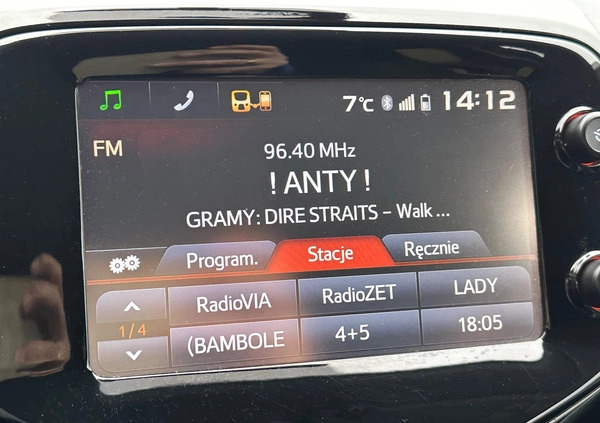 7°C 14:12
FM
96.40 MHz
! ANTY !
GRAMY: DIRE STRAITS – Walk ...
Program. Stacje Ręcznie
RadioVIA RadioZET LADY
1/4
(BAMBOLE 4+5 18:05